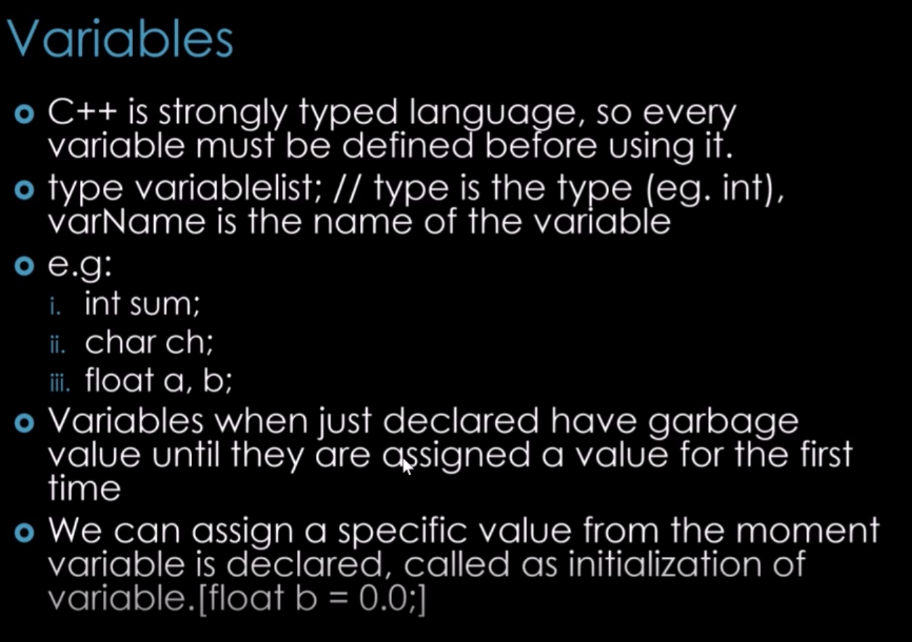 Variables
C++ is strongly typed language, so every
variable must be defined before using it.
type variablelist; // type is the type (eg. int),
varName is the name of the variable
e.g:
i. int sum;
ii. char ch;
iii. float a, b;
Variables when just declared have garbage
value until they are assigned a value for the first
time
We can assign a specific value from the moment
variable is declared, called as initialization of
variable.[float b = 0.0;]